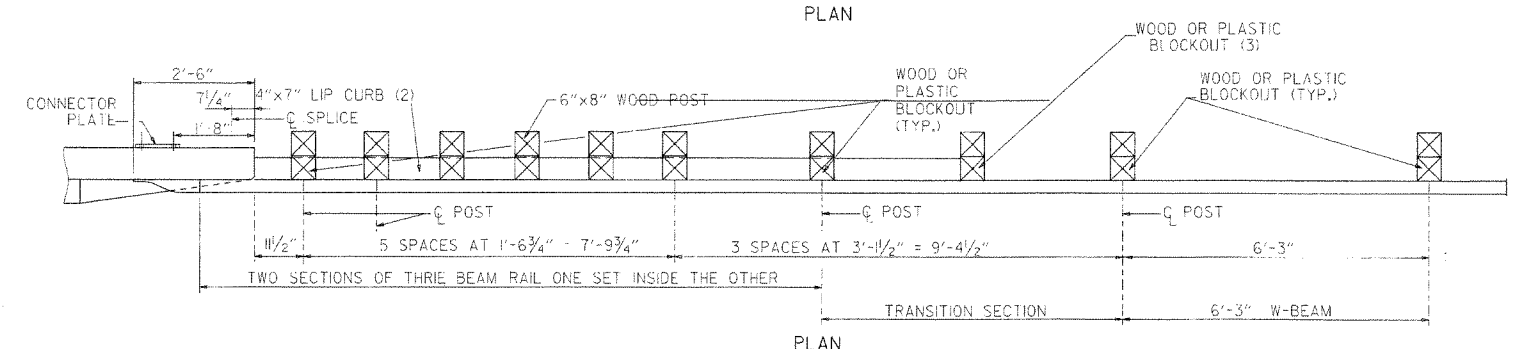 PLAN
WOOD OR PLASTIC
BLOCKOUT (3)
2'-6"
WOOD OR
PLASTIC
BLOCKOUT
(TYP.)
WOOD OR PLASTIC
BLOCKOUT (TYP.)
CONNECTOR
PLATE
7 1/4"
4"x7" LIP CURB (2)
℄ SPLICE
1'-8"
6"x8" WOOD POST
℄ POST
℄ POST
℄ POST
11 1/2"
5 SPACES AT 1'-6 3/4" - 7'-9 3/4"
3 SPACES AT 3'-1 1/2" = 9'-4 1/2"
6'-3"
TWO SECTIONS OF THRIE BEAM RAIL ONE SET INSIDE THE OTHER
TRANSITION SECTION
6'-3" W-BEAM
PLAN